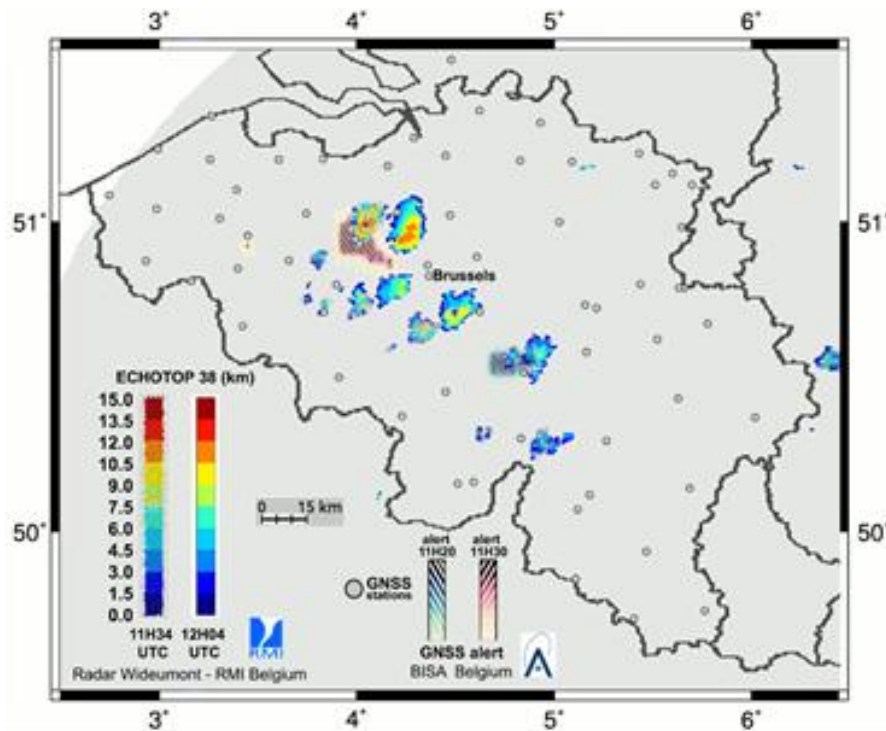 3° 4° 5° 6°
51° 51°
Brussels
ECHOTOP 38 (km)
15.0
13.5
12.0
10.5
9.0
7.5
6.0
4.5
3.0
1.5
0.0
11H34 UTC
12H04 UTC
0 15 km
alert 11H20
alert 11H30
GNSS stations
GNSS alert
50° 50°
RMI
Radar Wideumont - RMI Belgium
BISA Belgium
3° 4° 5° 6°